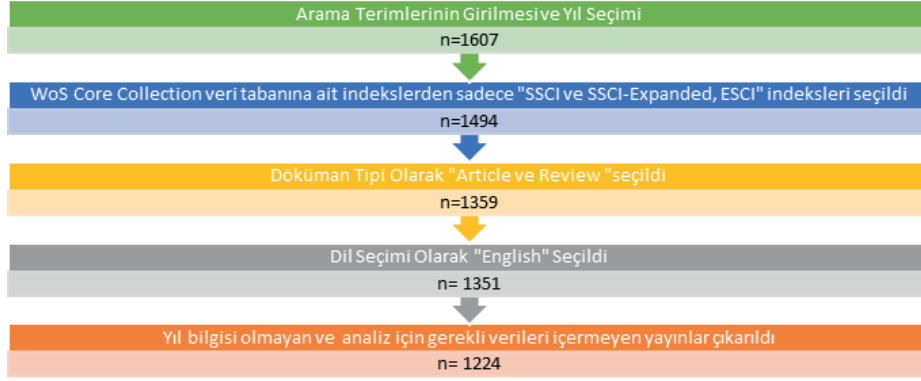 Arama Terimlerinin Girilmesi ve Yıl Seçimi
n=1607
WoS Core Collection veri tabanına ait indekslerden sadece "SSCI ve SSCI-Expanded, ESCI" indeksleri seçildi
n=1494
Döküman Tipi Olarak "Article ve Review "seçildi
n=1359
Dil Seçimi Olarak "English" Seçildi
n= 1351
Yıl bilgisi olmayan ve analiz için gerekli verileri içermeyen yayınlar çıkarıldı
n= 1224